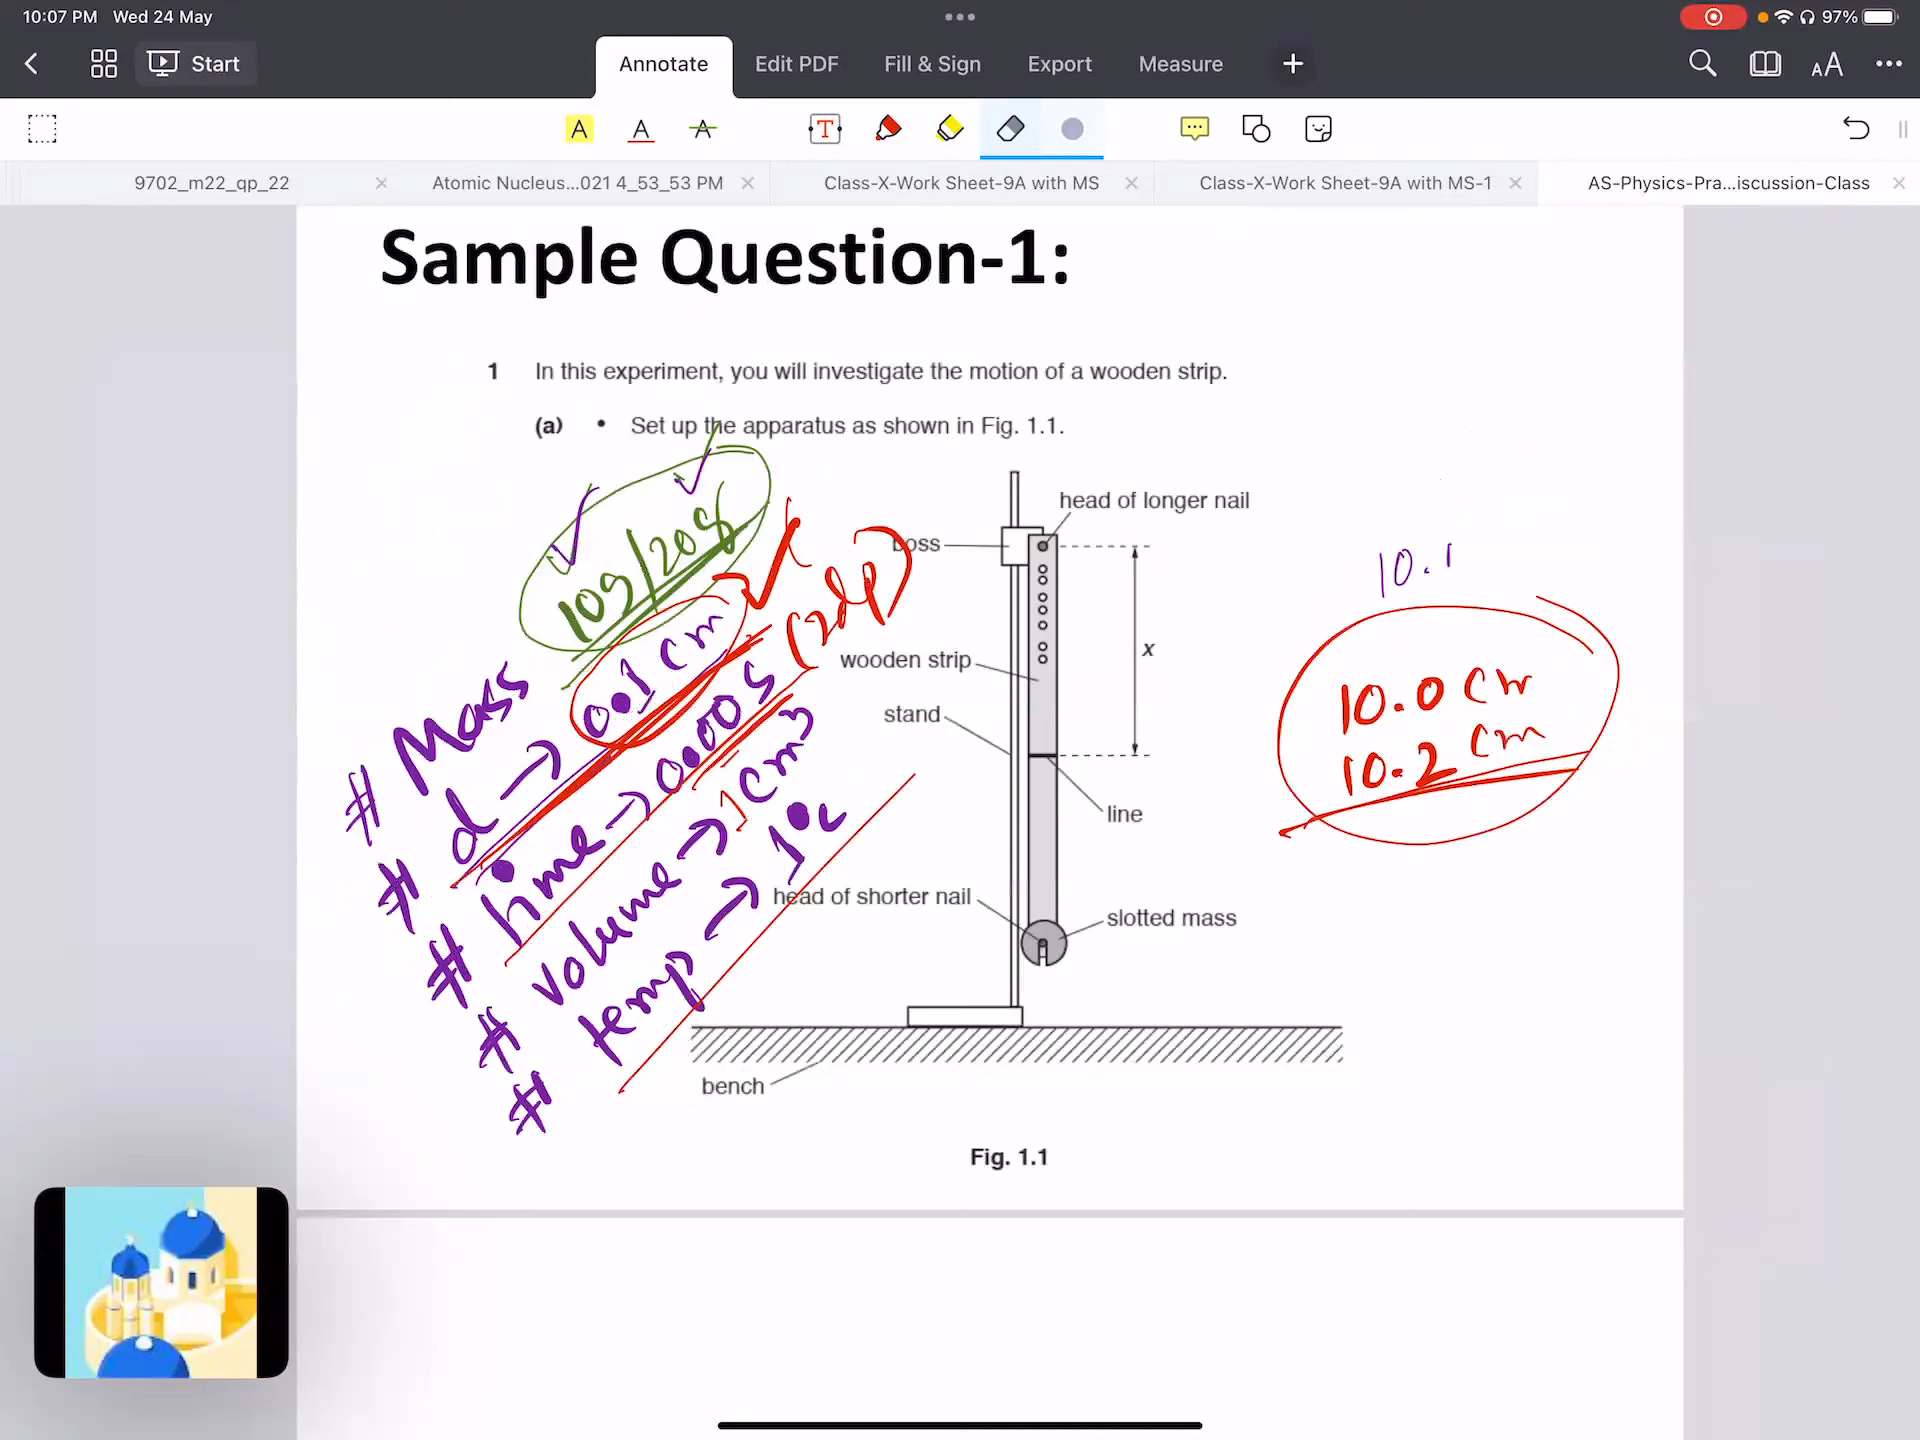 10:07 PM Wed 24 May
97%
Start
Annotate
Edit PDF
Fill & Sign
Export
Measure
A A A T
9702_m22_qp_22
Atomic Nucleus...021 4_53_53 PM
Class-X-Work Sheet-9A with MS
Class-X-Work Sheet-9A with MS-1
AS-Physics-Pra...iscussion-Class
Sample Question-1:
1 In this experiment, you will investigate the motion of a wooden strip.
(a) • Set up the apparatus as shown in Fig. 1.1.
head of longer nail
boss
x
wooden strip
stand
line
head of shorter nail
slotted mass
bench
Fig. 1.1
# Mass 10g/20g
# d → 0.1 cm
# time → 0.00 s (2dp)
# volume → 1 cm³
# temp → 1°c
10.1
10.0 cm
10.2 cm